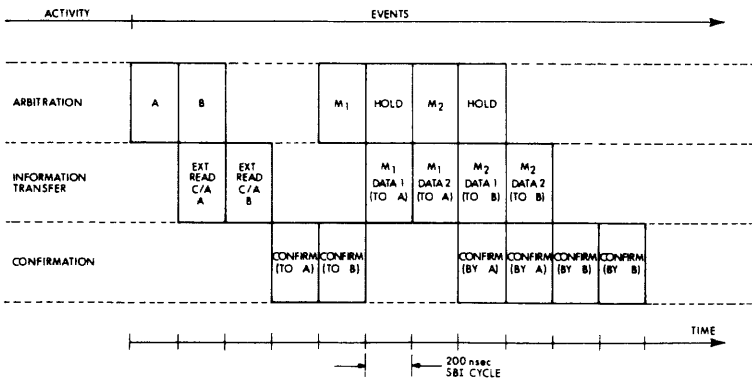 ACTIVITY
EVENTS
ARBITRATION
A
B
M1
HOLD
M2
HOLD
INFORMATION
TRANSFER
EXT
READ
C/A
A
EXT
READ
C/A
B
M1
DATA 1
(TO A)
M1
DATA 2
(TO A)
M2
DATA 1
(TO B)
M2
DATA 2
(TO B)
CONFIRMATION
CONFIRM
(TO A)
CONFIRM
(TO B)
CONFIRM
(BY A)
CONFIRM
(BY A)
CONFIRM
(BY B)
CONFIRM
(BY B)
TIME
200 nsec
SBI CYCLE